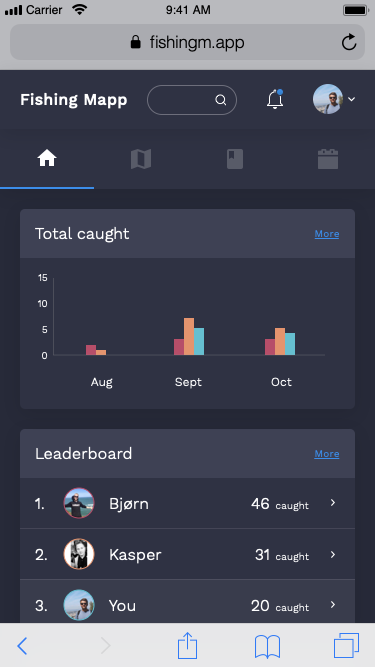 Carrier 9:41 AM
fishingm.app
Fishing Mapp
Total caught More
15
10
5
0
Aug Sept Oct
Leaderboard More
1. Bjørn 46 caught
2. Kasper 31 caught
3. You 20 caught